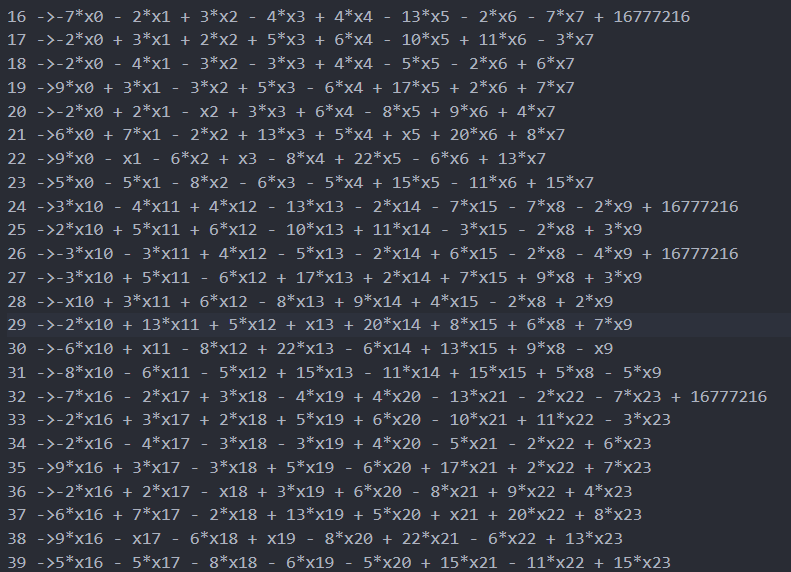 16 ->-7*x0 - 2*x1 + 3*x2 - 4*x3 + 4*x4 - 13*x5 - 2*x6 - 7*x7 + 16777216
17 ->-2*x0 + 3*x1 + 2*x2 + 5*x3 + 6*x4 - 10*x5 + 11*x6 - 3*x7
18 ->-2*x0 - 4*x1 - 3*x2 - 3*x3 + 4*x4 - 5*x5 - 2*x6 + 6*x7
19 ->9*x0 + 3*x1 - 3*x2 + 5*x3 - 6*x4 + 17*x5 + 2*x6 + 7*x7
20 ->-2*x0 + 2*x1 - x2 + 3*x3 + 6*x4 - 8*x5 + 9*x6 + 4*x7
21 ->6*x0 + 7*x1 - 2*x2 + 13*x3 + 5*x4 + x5 + 20*x6 + 8*x7
22 ->9*x0 - x1 - 6*x2 + x3 - 8*x4 + 22*x5 - 6*x6 + 13*x7
23 ->5*x0 - 5*x1 - 8*x2 - 6*x3 - 5*x4 + 15*x5 - 11*x6 + 15*x7
24 ->3*x10 - 4*x11 + 4*x12 - 13*x13 - 2*x14 - 7*x15 - 7*x8 - 2*x9 + 16777216
25 ->2*x10 + 5*x11 + 6*x12 - 10*x13 + 11*x14 - 3*x15 - 2*x8 + 3*x9
26 ->-3*x10 - 3*x11 + 4*x12 - 5*x13 - 2*x14 + 6*x15 - 2*x8 - 4*x9 + 16777216
27 ->-3*x10 + 5*x11 - 6*x12 + 17*x13 + 2*x14 + 7*x15 + 9*x8 + 3*x9
28 ->-x10 + 3*x11 + 6*x12 - 8*x13 + 9*x14 + 4*x15 - 2*x8 + 2*x9
29 ->-2*x10 + 13*x11 + 5*x12 + x13 + 20*x14 + 8*x15 + 6*x8 + 7*x9
30 ->-6*x10 + x11 - 8*x12 + 22*x13 - 6*x14 + 13*x15 + 9*x8 - x9
31 ->-8*x10 - 6*x11 - 5*x12 + 15*x13 - 11*x14 + 15*x15 + 5*x8 - 5*x9
32 ->-7*x16 - 2*x17 + 3*x18 - 4*x19 + 4*x20 - 13*x21 - 2*x22 - 7*x23 + 16777216
33 ->-2*x16 + 3*x17 + 2*x18 + 5*x19 + 6*x20 - 10*x21 + 11*x22 - 3*x23
34 ->-2*x16 - 4*x17 - 3*x18 - 3*x19 + 4*x20 - 5*x21 - 2*x22 + 6*x23
35 ->9*x16 + 3*x17 - 3*x18 + 5*x19 - 6*x20 + 17*x21 + 2*x22 + 7*x23
36 ->-2*x16 + 2*x17 - x18 + 3*x19 + 6*x20 - 8*x21 + 9*x22 + 4*x23
37 ->6*x16 + 7*x17 - 2*x18 + 13*x19 + 5*x20 + x21 + 20*x22 + 8*x23
38 ->9*x16 - x17 - 6*x18 + x19 - 8*x20 + 22*x21 - 6*x22 + 13*x23
39 ->5*x16 - 5*x17 - 8*x18 - 6*x19 - 5*x20 + 15*x21 - 11*x22 + 15*x23